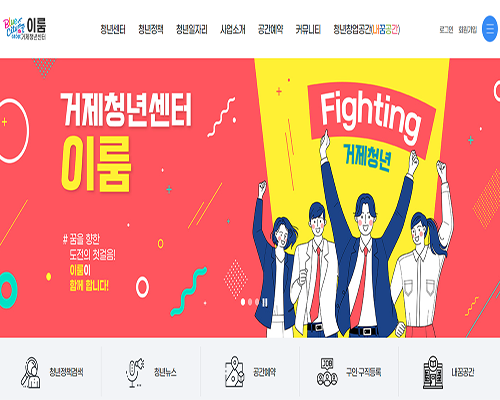 Blue City 이룸
GEOJE 거제청년센터
청년센터 청년정책 청년일자리 사업소개 공간예약 커뮤니티 청년창업공간(내꿈공간)
로그인 회원가입
거제청년센터
이룸
# 꿈을 향한
도전의 첫걸음!
이룸이
함께 합니다!
Fighting
거제청년
청년정책검색 청년뉴스 공간예약 JOB 구인 구직등록 내꿈공간